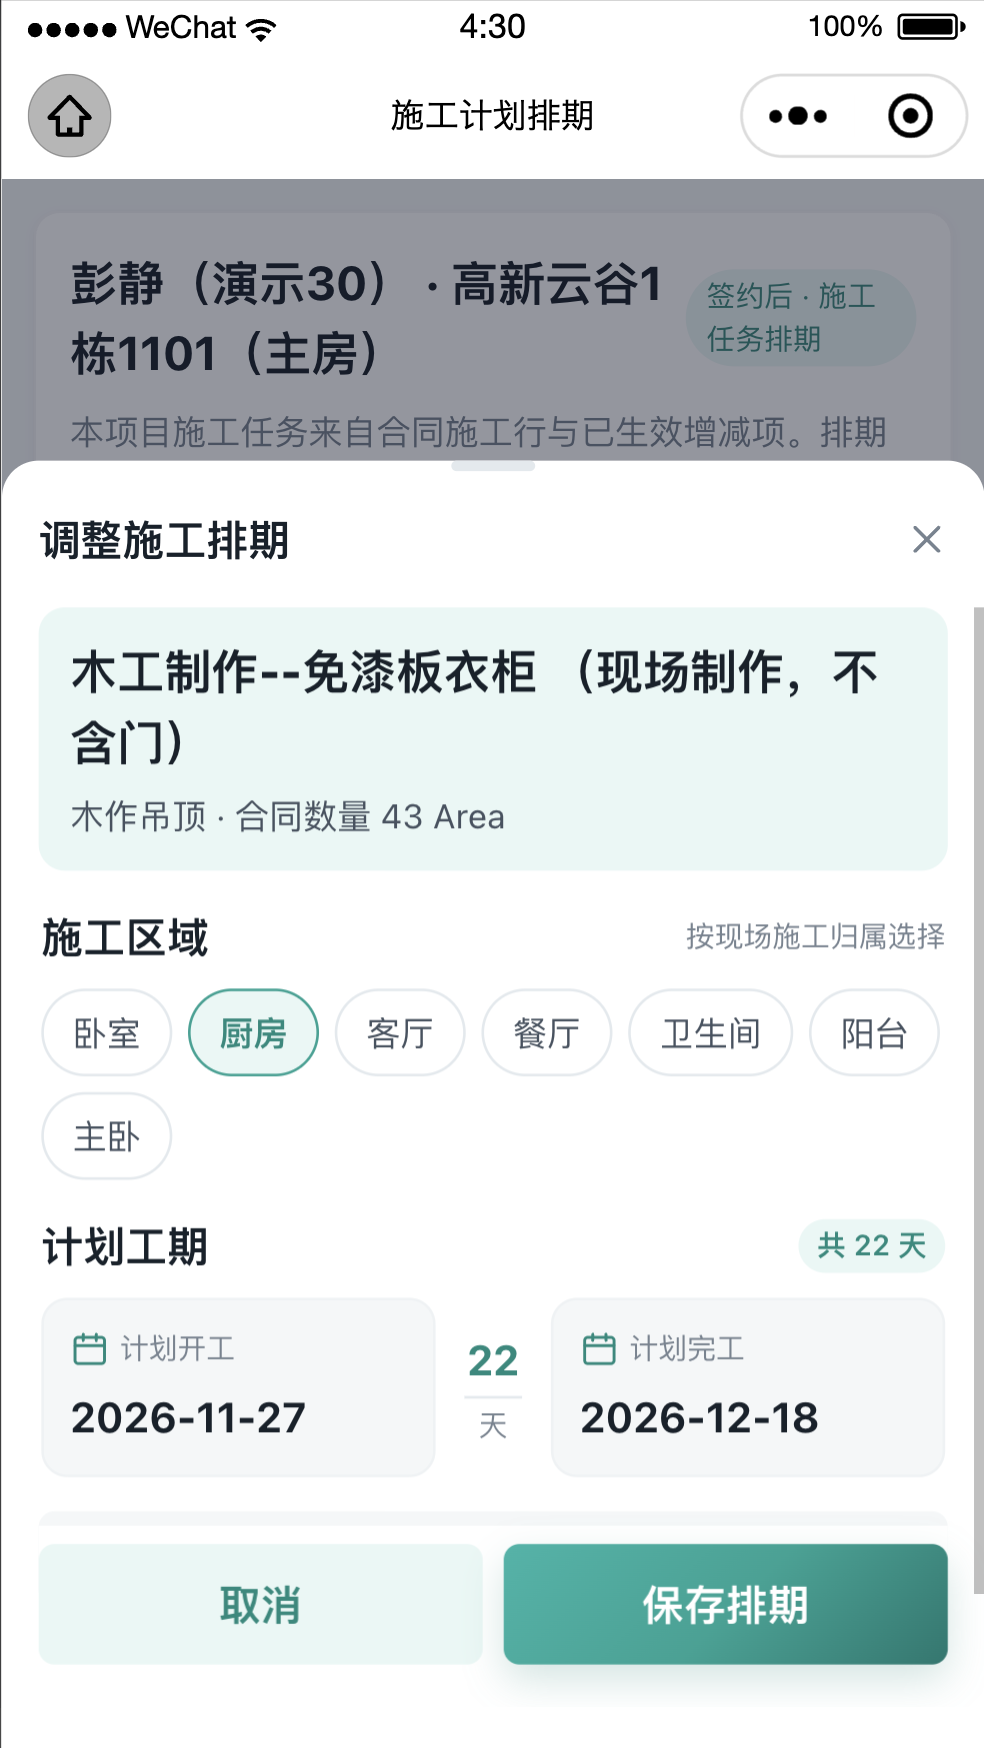 WeChat 4:30 100%
施工计划排期
彭静（演示30） · 高新云谷1
栋1101（主房）
签约后 · 施工
任务排期
本项目施工任务来自合同施工行与已生效增减项。排期
调整施工排期
木工制作--免漆板衣柜 （现场制作，不
含门）
木作吊顶 · 合同数量 43 Area
施工区域 按现场施工归属选择
卧室 厨房 客厅 餐厅 卫生间 阳台
主卧
计划工期 共 22 天
计划开工
2026-11-27
22
天
计划完工
2026-12-18
取消 保存排期